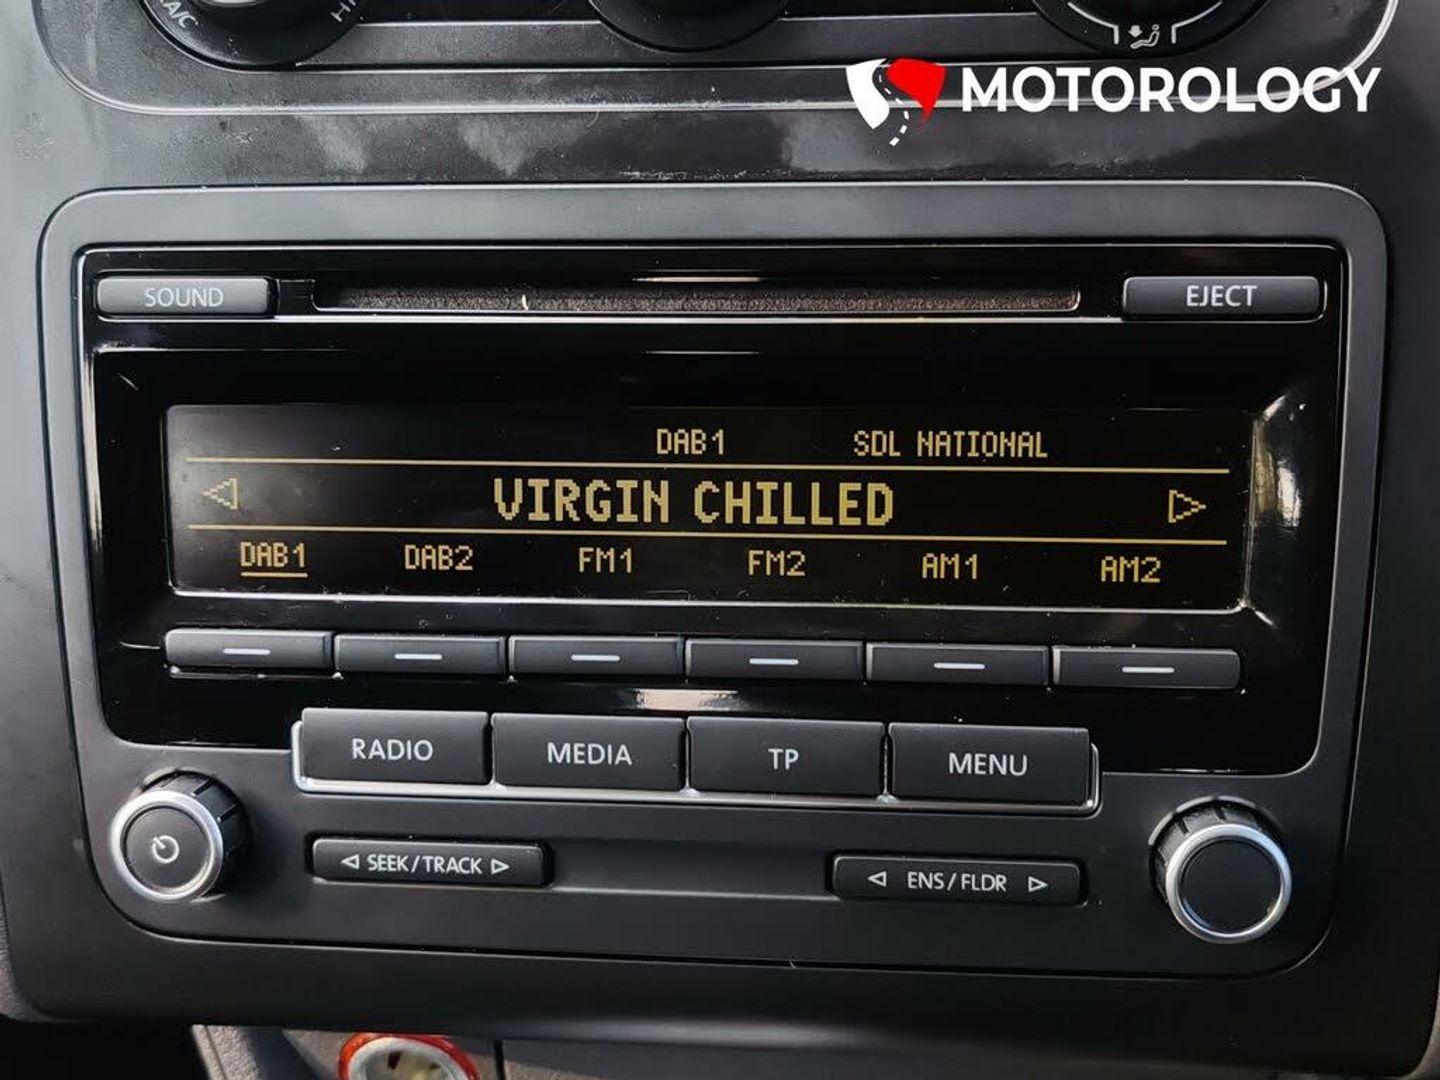 A/C
MOTOROLOGY
SOUND
EJECT
DAB1 SDL NATIONAL
VIRGIN CHILLED
DAB1 DAB2 FM1 FM2 AM1 AM2
RADIO MEDIA TP MENU
SEEK/TRACK
ENS/FLDR